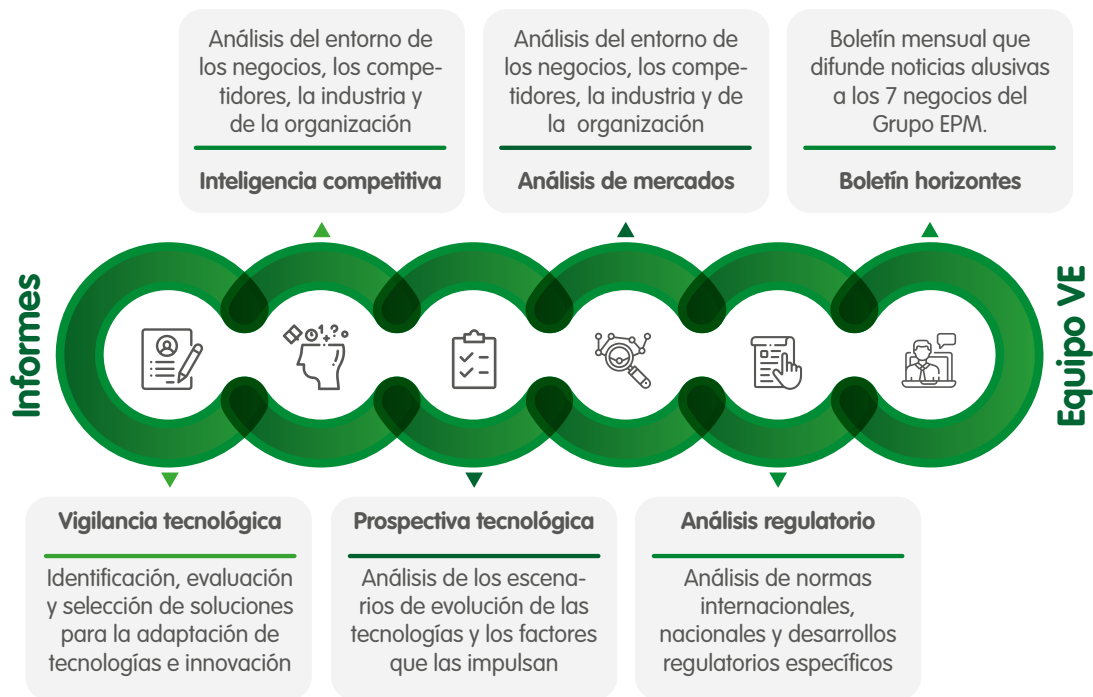 Análisis del entorno de
los negocios, los compe-
tidores, la industria y
de la organización
Inteligencia competitiva
Análisis del entorno de
los negocios, los compe-
tidores, la industria y de
la organización
Análisis de mercados
Boletín mensual que
difunde noticias alusivas
a los 7 negocios del
Grupo EPM.
Boletín horizontes
Informes
Equipo VE
Vigilancia tecnológica
Identificación, evaluación
y selección de soluciones
para la adaptación de
tecnologías e innovación
Prospectiva tecnológica
Análisis de los escena-
rios de evolución de las
tecnologías y los factores
que las impulsan
Análisis regulatorio
Análisis de normas
internacionales,
nacionales y desarrollos
regulatorios específicos